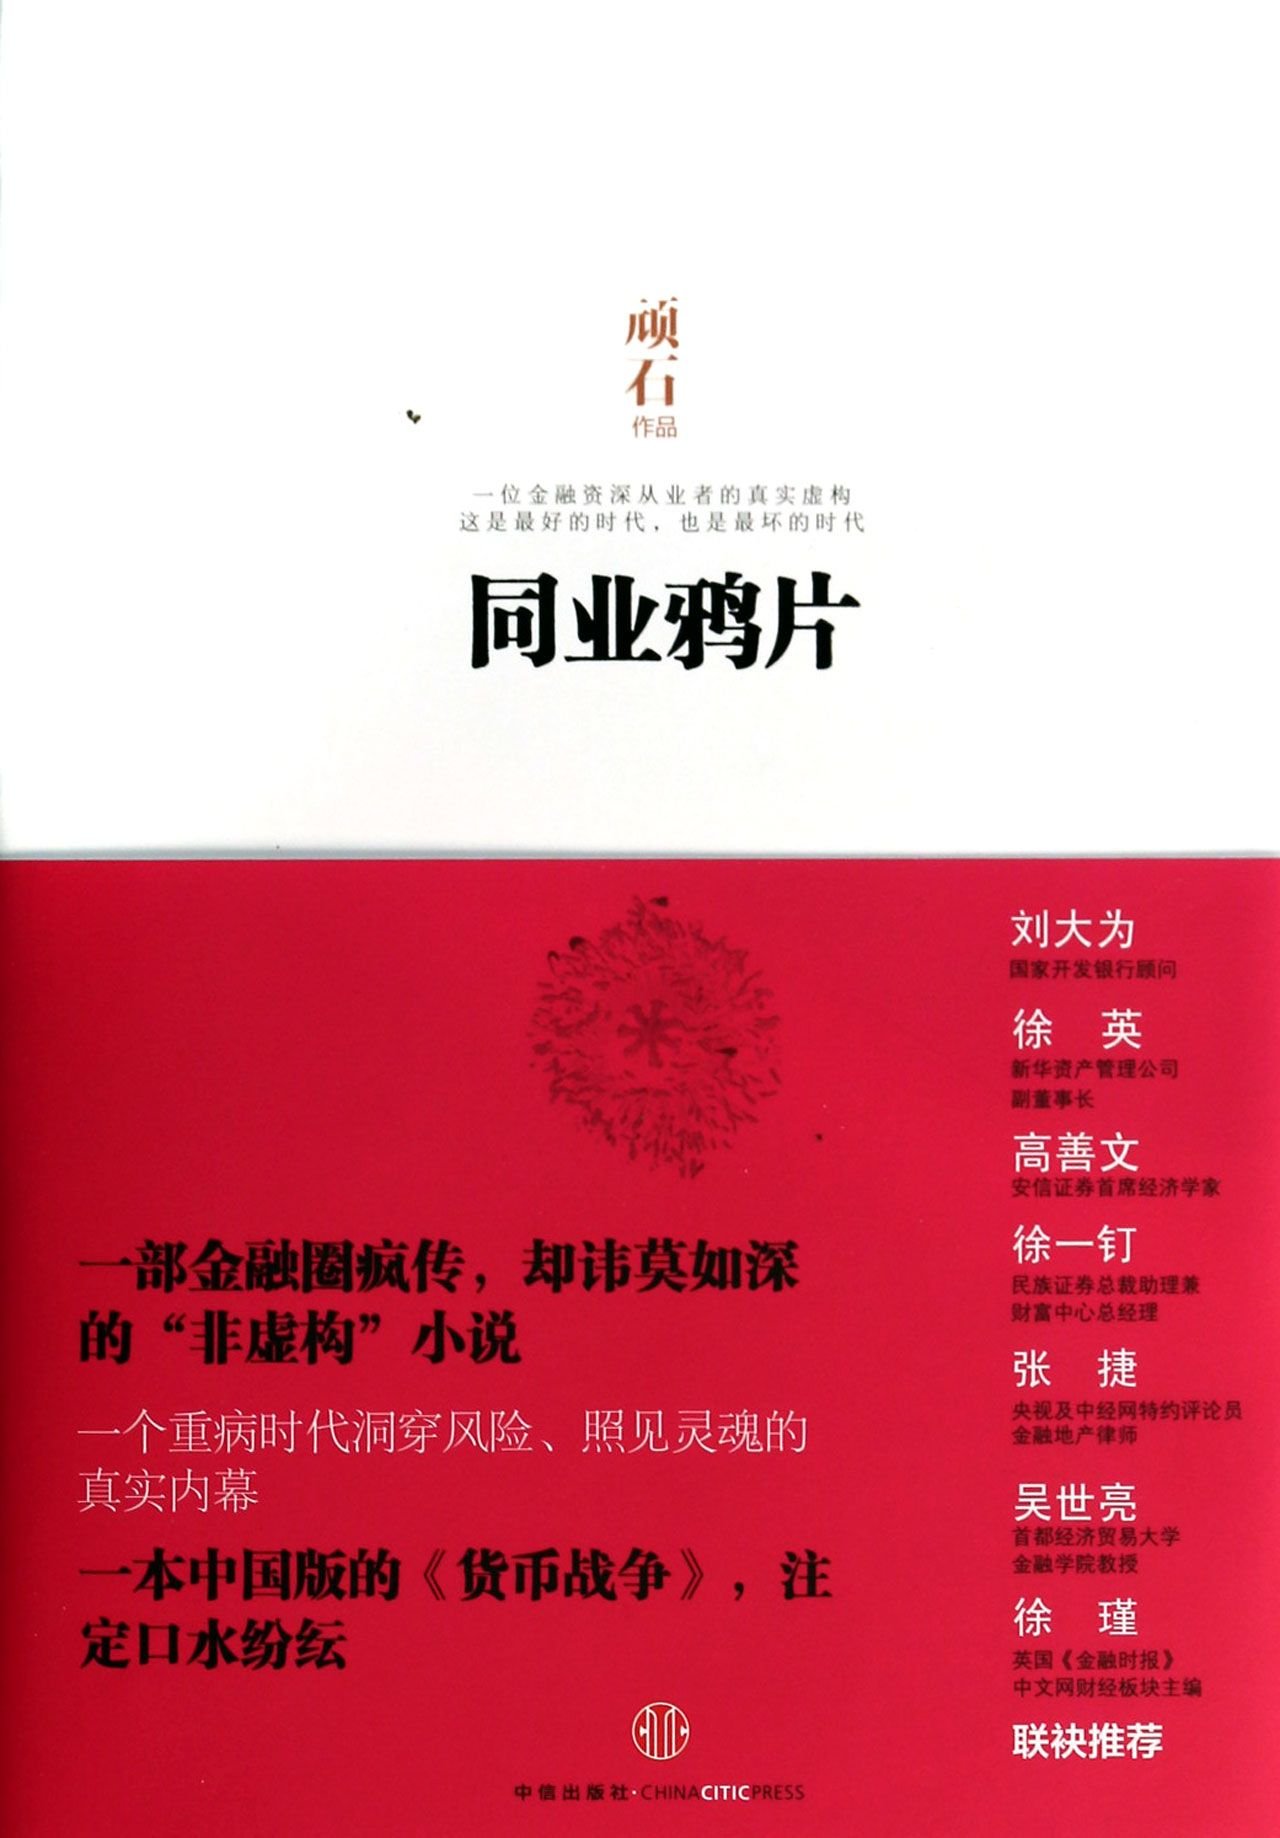 顽石
作品
一位金融资深从业者的真实虚构
这是最好的时代，也是最坏的时代
同业鸦片
一部金融圈疯传，却讳莫如深
的“非虚构”小说
一个重病时代洞穿风险、照见灵魂的
真实内幕
一本中国版的《货币战争》，注
定口水纷纭
刘大为
国家开发银行顾问
徐 英
新华资产管理公司
副董事长
高善文
安信证券首席经济学家
徐一钉
民族证券总裁助理兼
财富中心总经理
张 捷
央视及中经网特约评论员
金融地产律师
吴世亮
首都经济贸易大学
金融学院教授
徐 瑾
英国《金融时报》
中文网财经板块主编
联袂推荐
中信出版社·CHINACITICPRESS